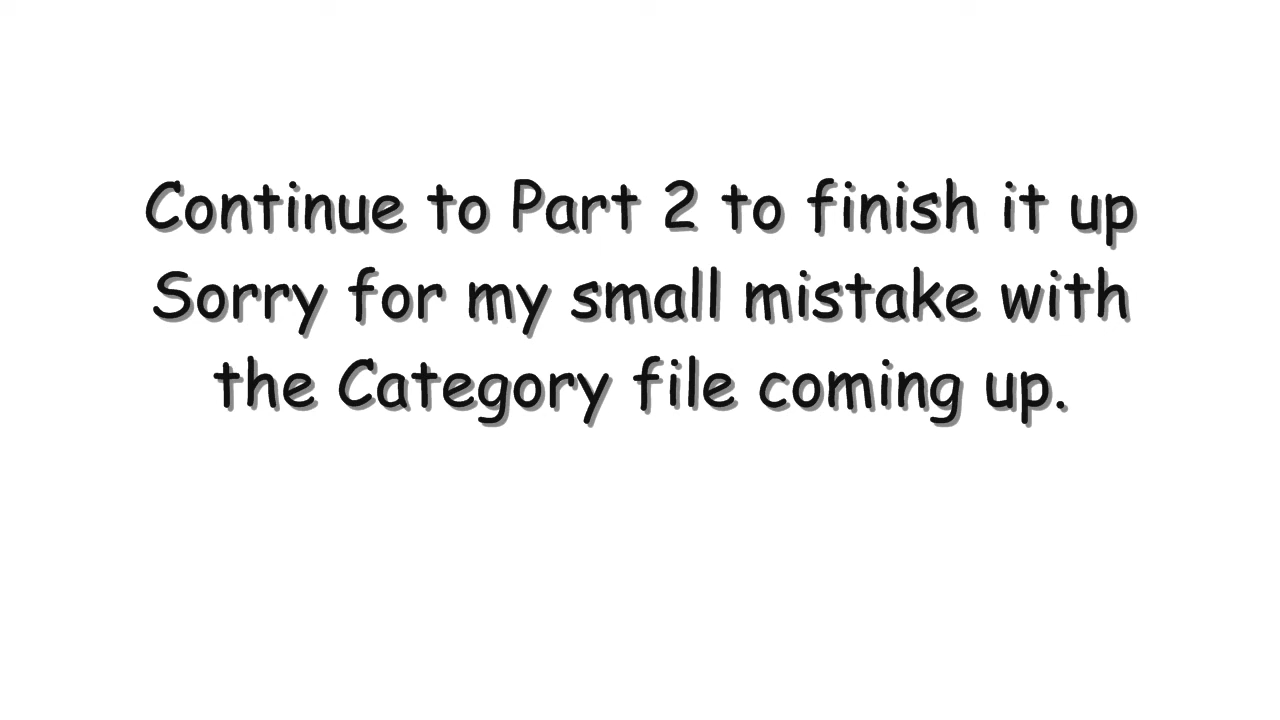 Continue to Part 2 to finish it up
Sorry for my small mistake with
the Category file coming up.